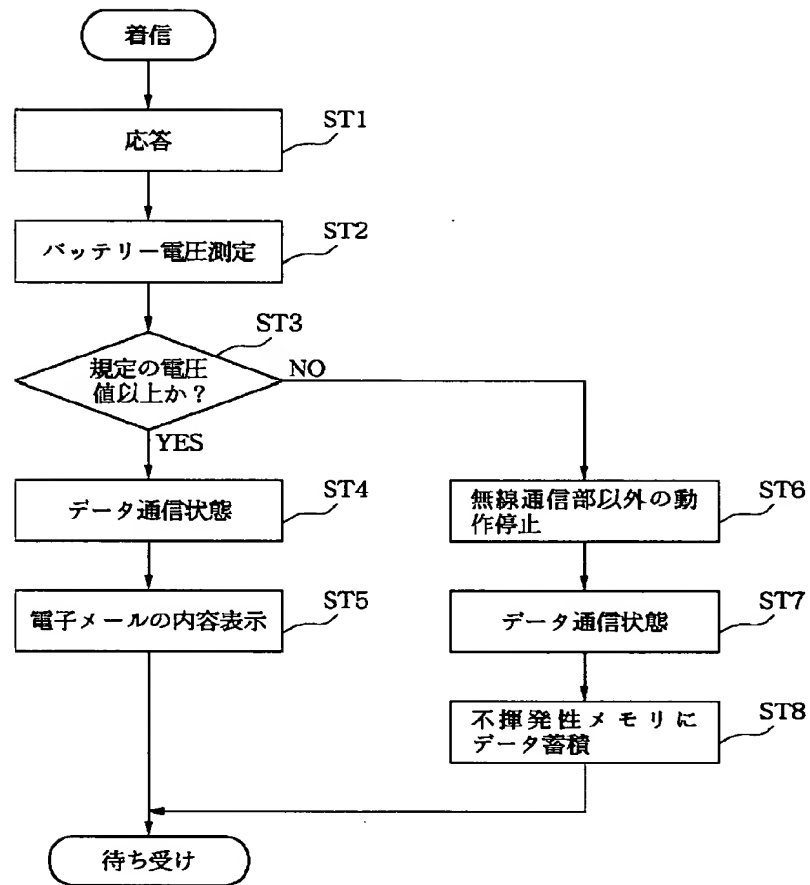 着信
ST1
応答
ST2
バッテリー電圧測定
ST3
規定の電圧
値以上か？
NO
YES
ST4
データ通信状態
ST5
電子メールの内容表示
ST6
無線通信部以外の動
作停止
ST7
データ通信状態
ST8
不揮発性メモリに
データ蓄積
待ち受け